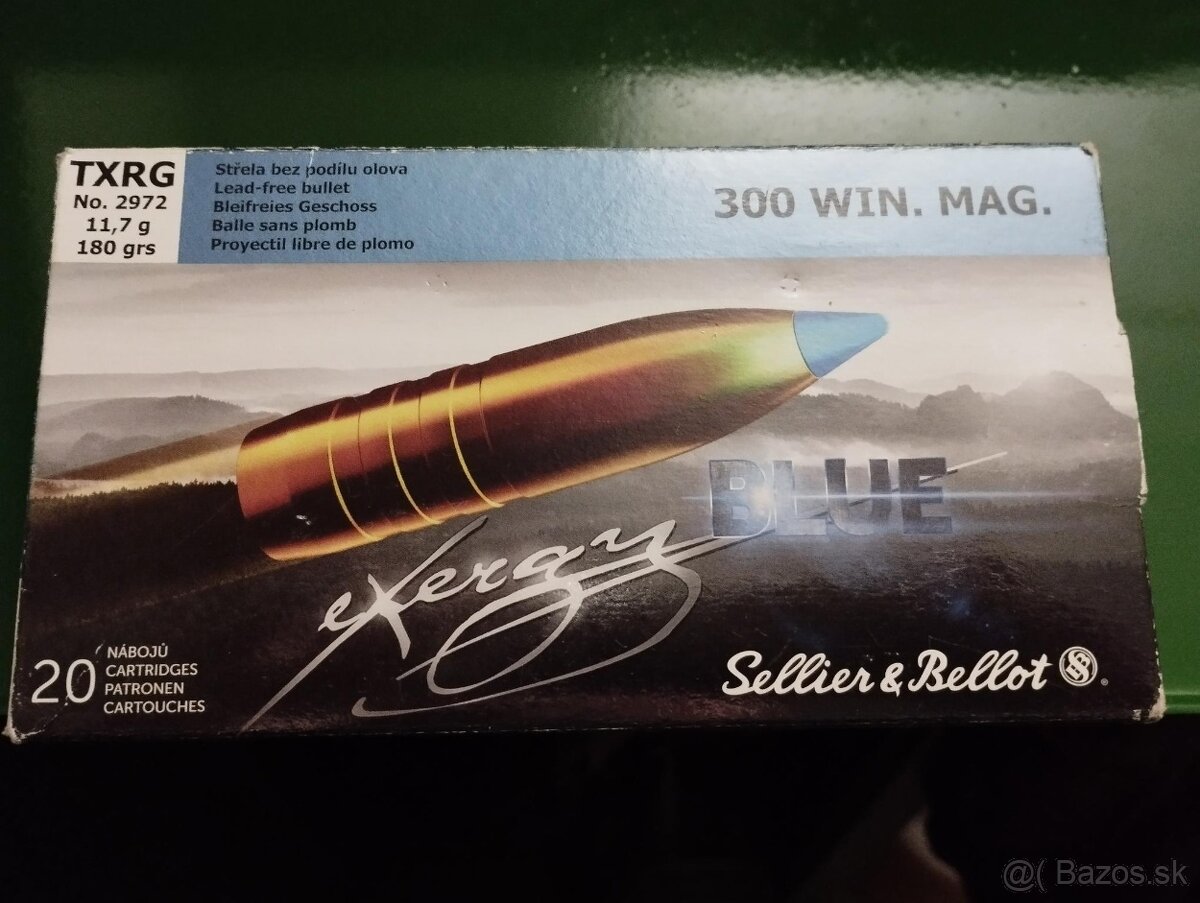 TXRG
No. 2972
11,7 g
180 grs
Střela bez podílu olova
Lead-free bullet
Bleifreies Geschoss
Balle sans plomb
Proyectil libre de plomo
300 WIN. MAG.
exergy
BLUE
20
NÁBOJŮ
CARTRIDGES
PATRONEN
CARTOUCHES
Sellier & Bellot
@( Bazos.sk